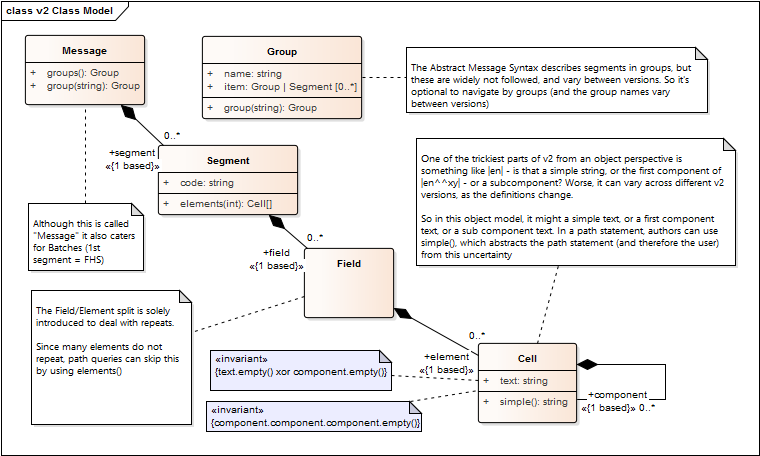 class v2 Class Model
Message
+ groups(): Group
+ group(string): Group
Group
+ name: string
+ item: Group | Segment [0..*]
+ group(string): Group
The Abstract Message Syntax describes segments in groups, but
these are widely not followed, and vary between versions. So it's
optional to navigate by groups (and the group names vary
between versions)
0..*
+segment
«{1 based}»
Segment
+ code: string
+ elements(int): Cell[]
One of the trickiest parts of v2 from an object perspective is
something like |en| - is that a simple string, or the first component of
|en^^xy| - or a subcomponent? Worse, it can vary across different v2
versions, as the definitions change.
So in this object model, it might a simple text, or a first component
text, or a sub component text. In a path statement, authors can use
simple(), which abstracts the path statement (and therefore the user)
from this uncertainty
Although this is called
"Message" it also caters
for Batches (1st
segment = FHS)
0..*
+field
«{1 based}»
Field
The Field/Element split is solely
introduced to deal with repeats.
Since many elements do not
repeat, path queries can skip this
by using elements()
0..*
+element
«{1 based}»
Cell
+ text: string
+ simple(): string
+component
«{1 based}» 0..*
«invariant»
{text.empty() xor component.empty()}
«invariant»
{component.component.component.empty()}